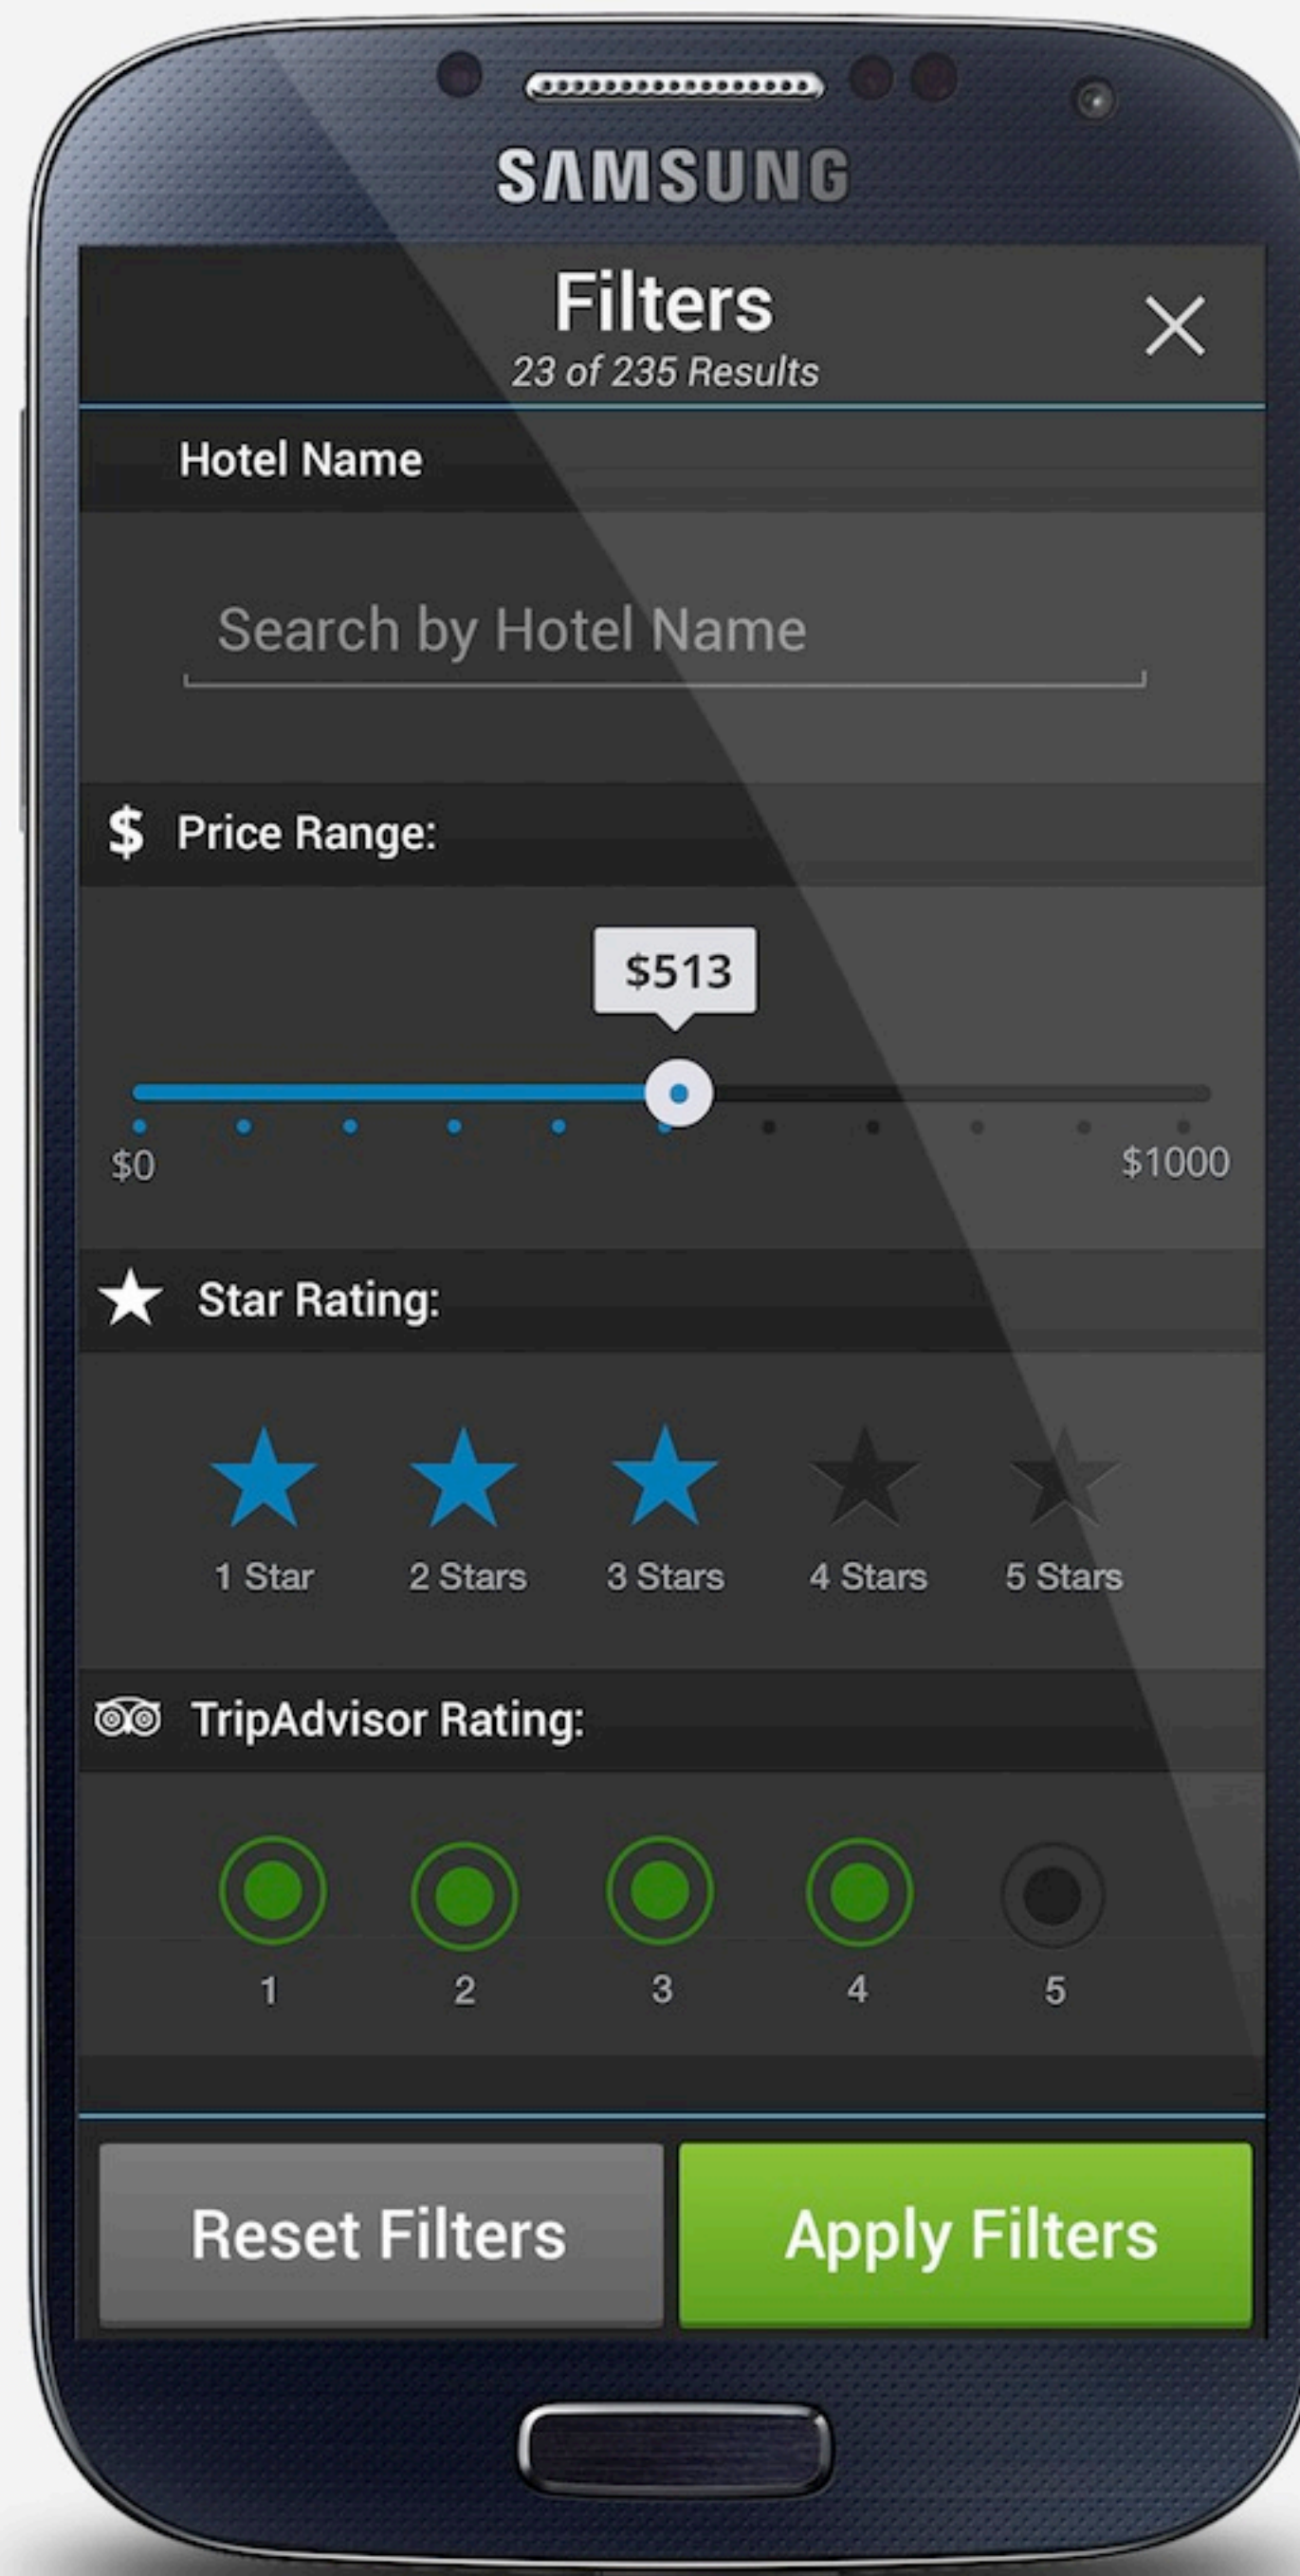 SAMSUNG
Filters
23 of 235 Results
Hotel Name
Search by Hotel Name
$ Price Range:
$513
$0 $1000
Star Rating:
1 Star 2 Stars 3 Stars 4 Stars 5 Stars
TripAdvisor Rating:
1 2 3 4 5
Reset Filters Apply Filters